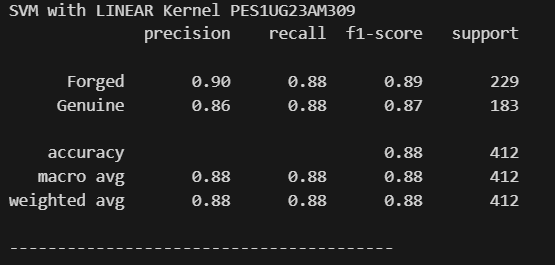 SVM with LINEAR Kernel PES1UG23AM309
precision recall f1-score support
Forged 0.90 0.88 0.89 229
Genuine 0.86 0.88 0.87 183
accuracy 0.88 412
macro avg 0.88 0.88 0.88 412
weighted avg 0.88 0.88 0.88 412
----------------------------------------